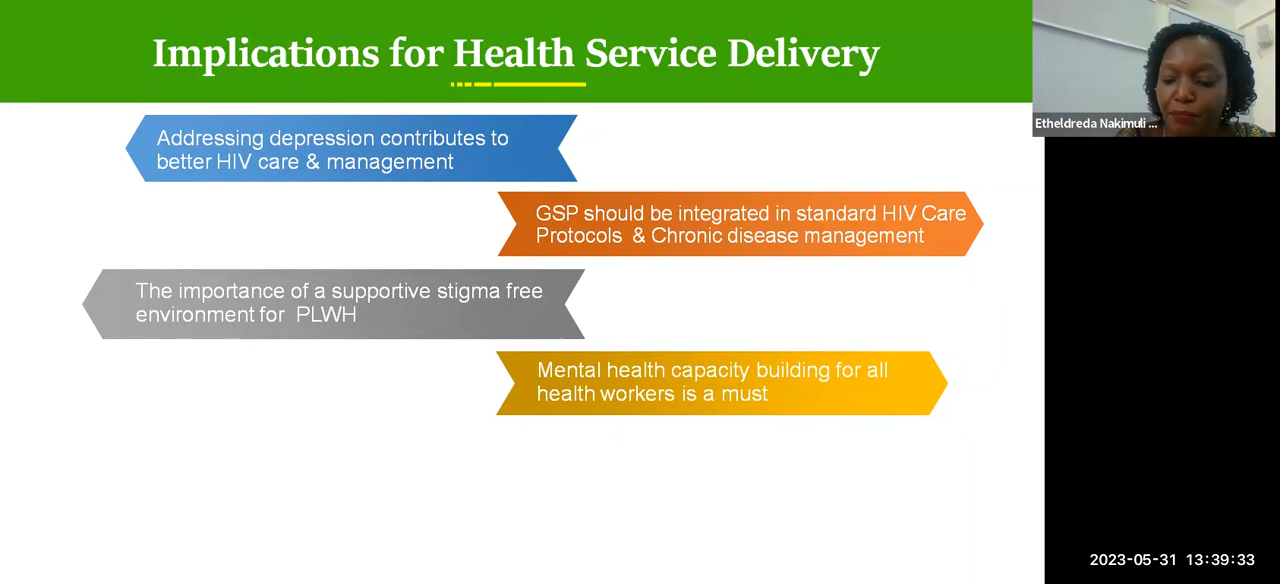 Implications for Health Service Delivery
Etheldreda Nakimuli ...
Addressing depression contributes to
better HIV care & management
GSP should be integrated in standard HIV Care
Protocols & Chronic disease management
The importance of a supportive stigma free
environment for PLWH
Mental health capacity building for all
health workers is a must
2023-05-31 13:39:33